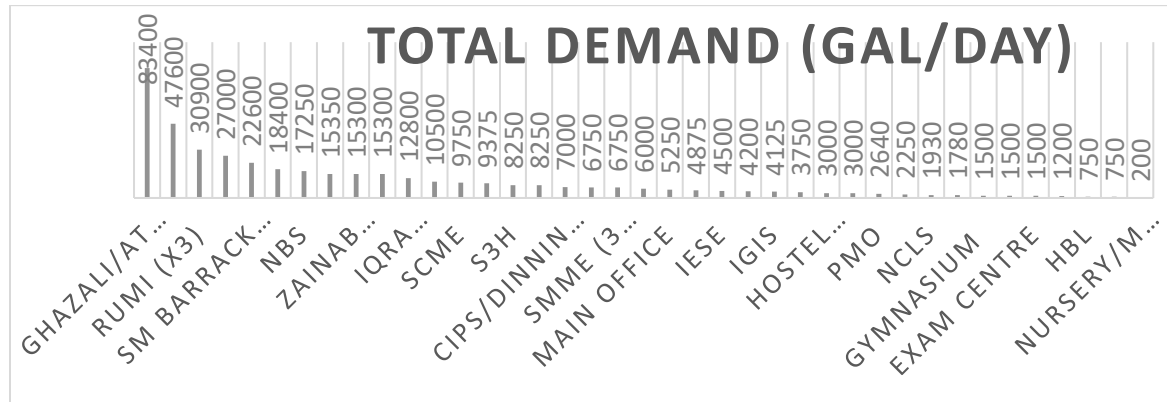 TOTAL DEMAND (GAL/DAY)
83400
47600
30900
27000
22600
18400
17250
15350
15300
15300
12800
10500
9750
9375
8250
8250
7000
6750
6750
6000
5250
4875
4500
4200
4125
3750
3000
3000
2640
2250
1930
1780
1500
1500
1500
1200
750
750
200
GHAZALI/AT...
RUMI (X3)
SM BARRACK...
NBS
ZAINAB...
IQRA...
SCME
S3H
CIPS/DINNIN...
SMME (3...
MAIN OFFICE
IESE
IGIS
HOSTEL...
PMO
NCLS
GYMNASIUM
EXAM CENTRE
HBL
NURSERY/M...